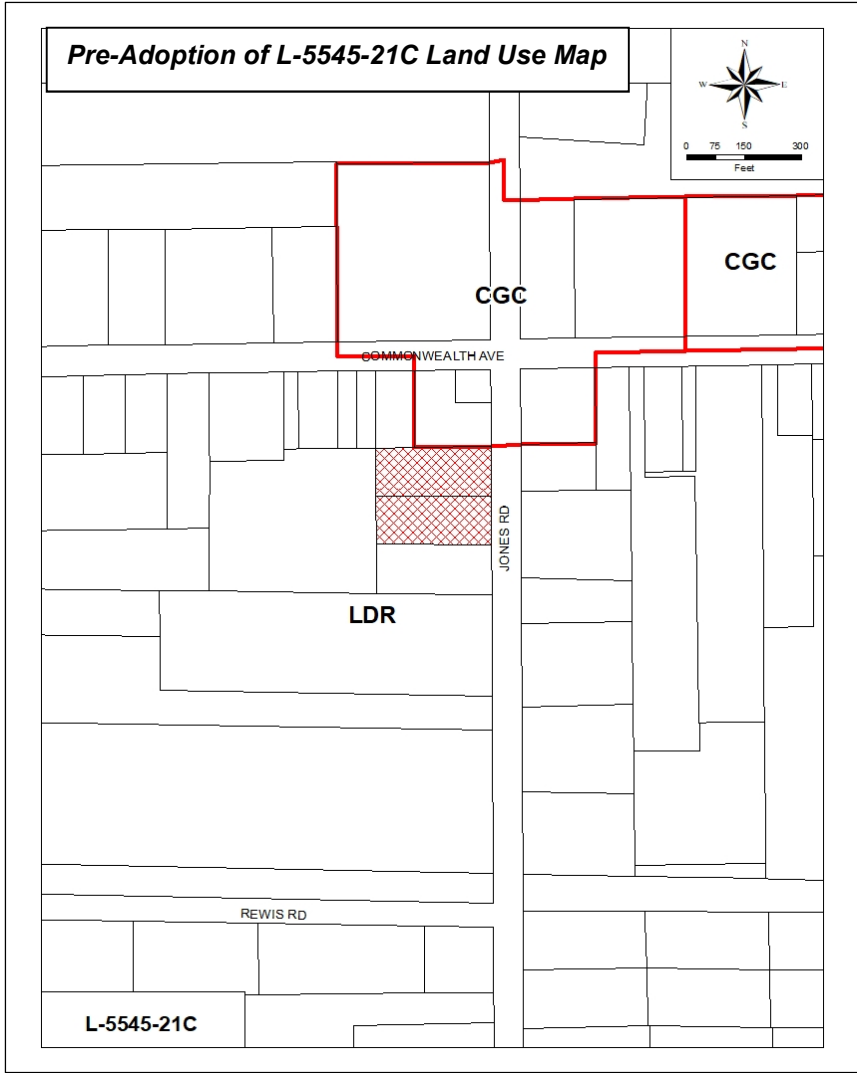 Pre-Adoption of L-5545-21C Land Use Map
N
W E
S
0 75 150 300
Feet
CGC
CGC
COMMONWEALTH AVE
JONES RD
LDR
REWIS RD
L-5545-21C